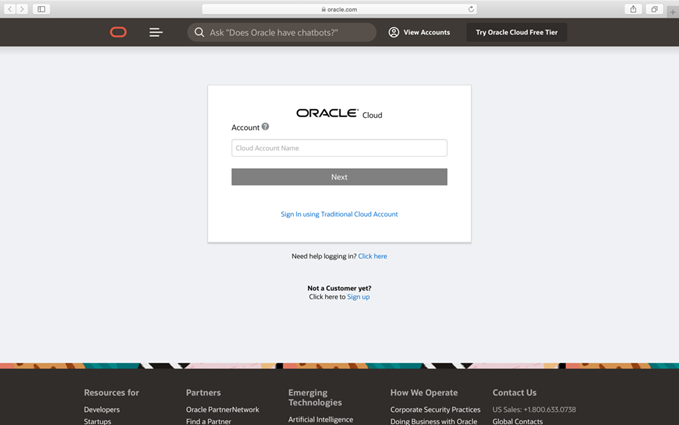 oracle.com
Ask "Does Oracle have chatbots?"
View Accounts
Try Oracle Cloud Free Tier
ORACLE Cloud
Account ?
Cloud Account Name
Next
Sign In using Traditional Cloud Account
Need help logging in? Click here
Not a Customer yet?
Click here to Sign up
Resources for
Developers
Startups
Partners
Oracle PartnerNetwork
Find a Partner
Emerging
Technologies
Artificial Intelligence
How We Operate
Corporate Security Practices
Doing Business with Oracle
Contact Us
US Sales: +1.800.633.0738
Global Contacts